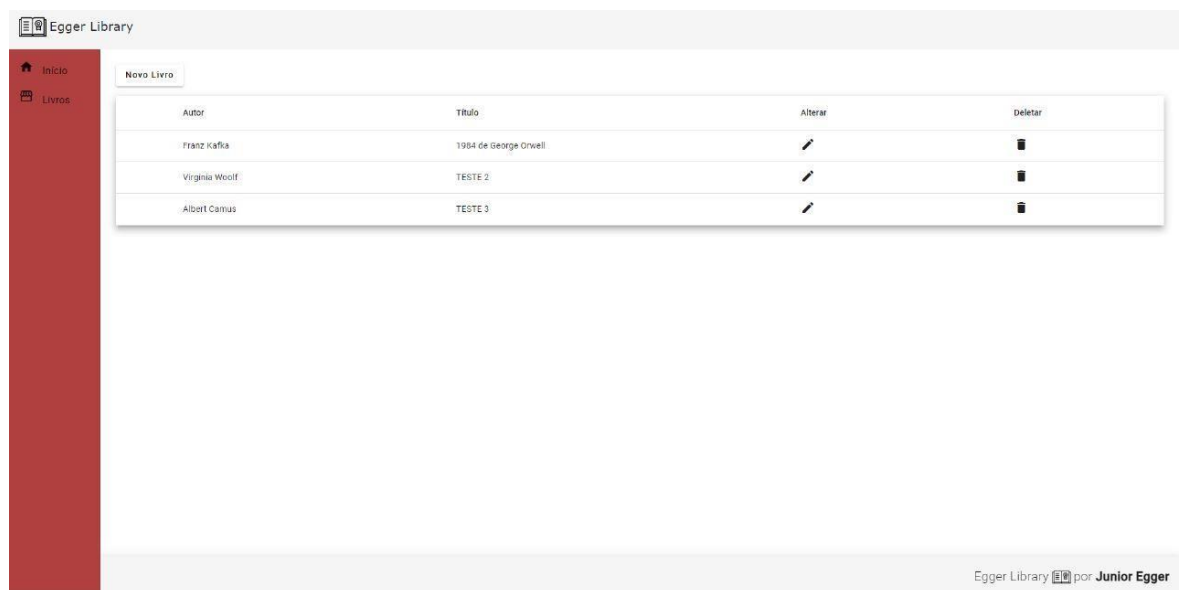 Egger Library
Início
Livros
Novo Livro
Autor Título Alterar Deletar
Franz Kafka 1984 de George Orwell
Virginia Woolf TESTE 2
Albert Camus TESTE 3
Egger Library por Junior Egger